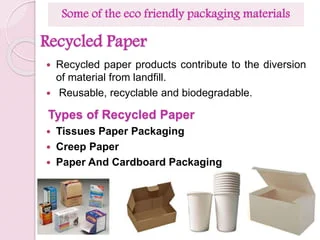 Some of the eco friendly packaging materials
Recycled Paper
Recycled paper products contribute to the diversion
of material from landfill.
Reusable, recyclable and biodegradable.
Types of Recycled Paper
Tissues Paper Packaging
Creep Paper
Paper And Cardboard Packaging